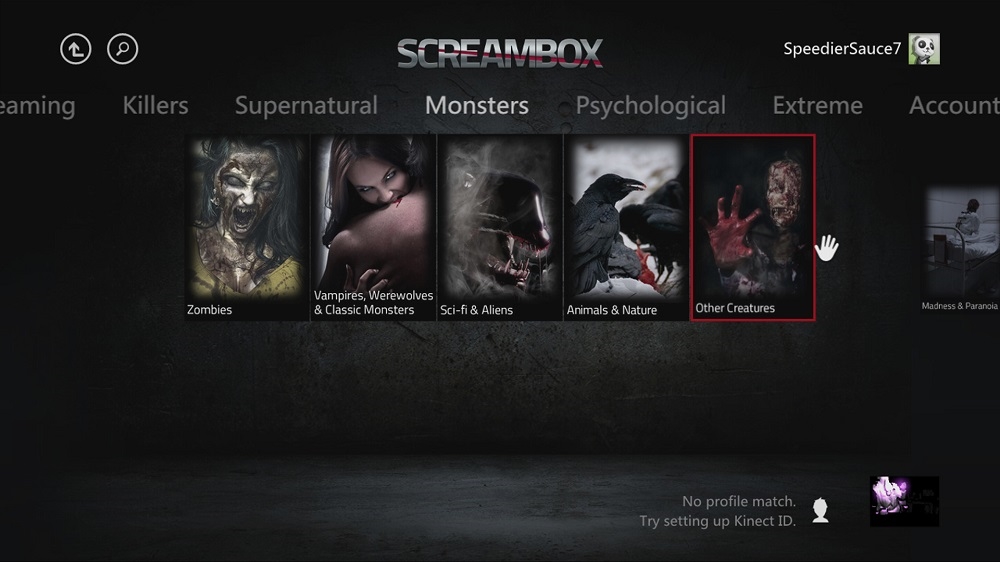 SCREAMBOX
SpeedierSauce7
eaming Killers Supernatural Monsters Psychological Extreme Account
Zombies
Vampires, Werewolves
& Classic Monsters
Sci-fi & Aliens
Animals & Nature
Other Creatures
Madness & Paranoia
No profile match.
Try setting up Kinect ID.